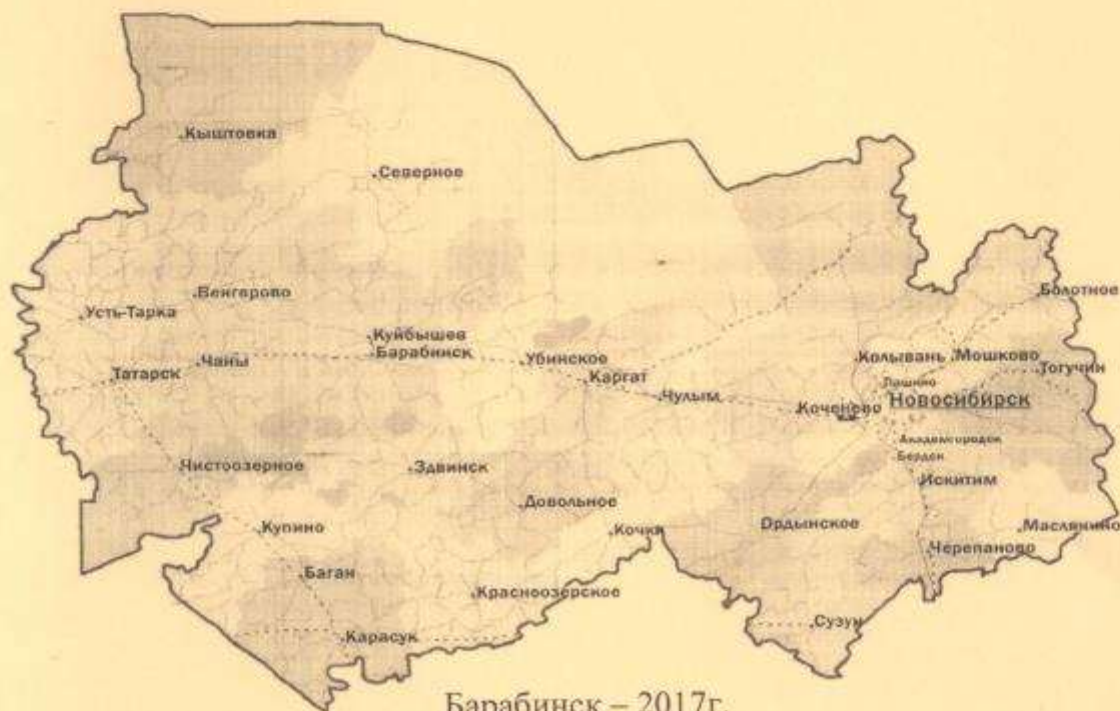 Кыштовка
Северное
Венгерово
Усть-Тарка
Болотное
Куйбышев
Барабинск
Чаны
Татарск
Убинское
Каргат
Чулым
Колывань
Мошково
Тогучин
Пашино
Новосибирск
Коченево
Академгородок
Бердск
Искитим
Чистоозерное
Здвинск
Довольное
Купино
Кочки
Ордынское
Маслянино
Черепаново
Баган
Краснозерское
Сузун
Карасук
Барабинск – 2017г